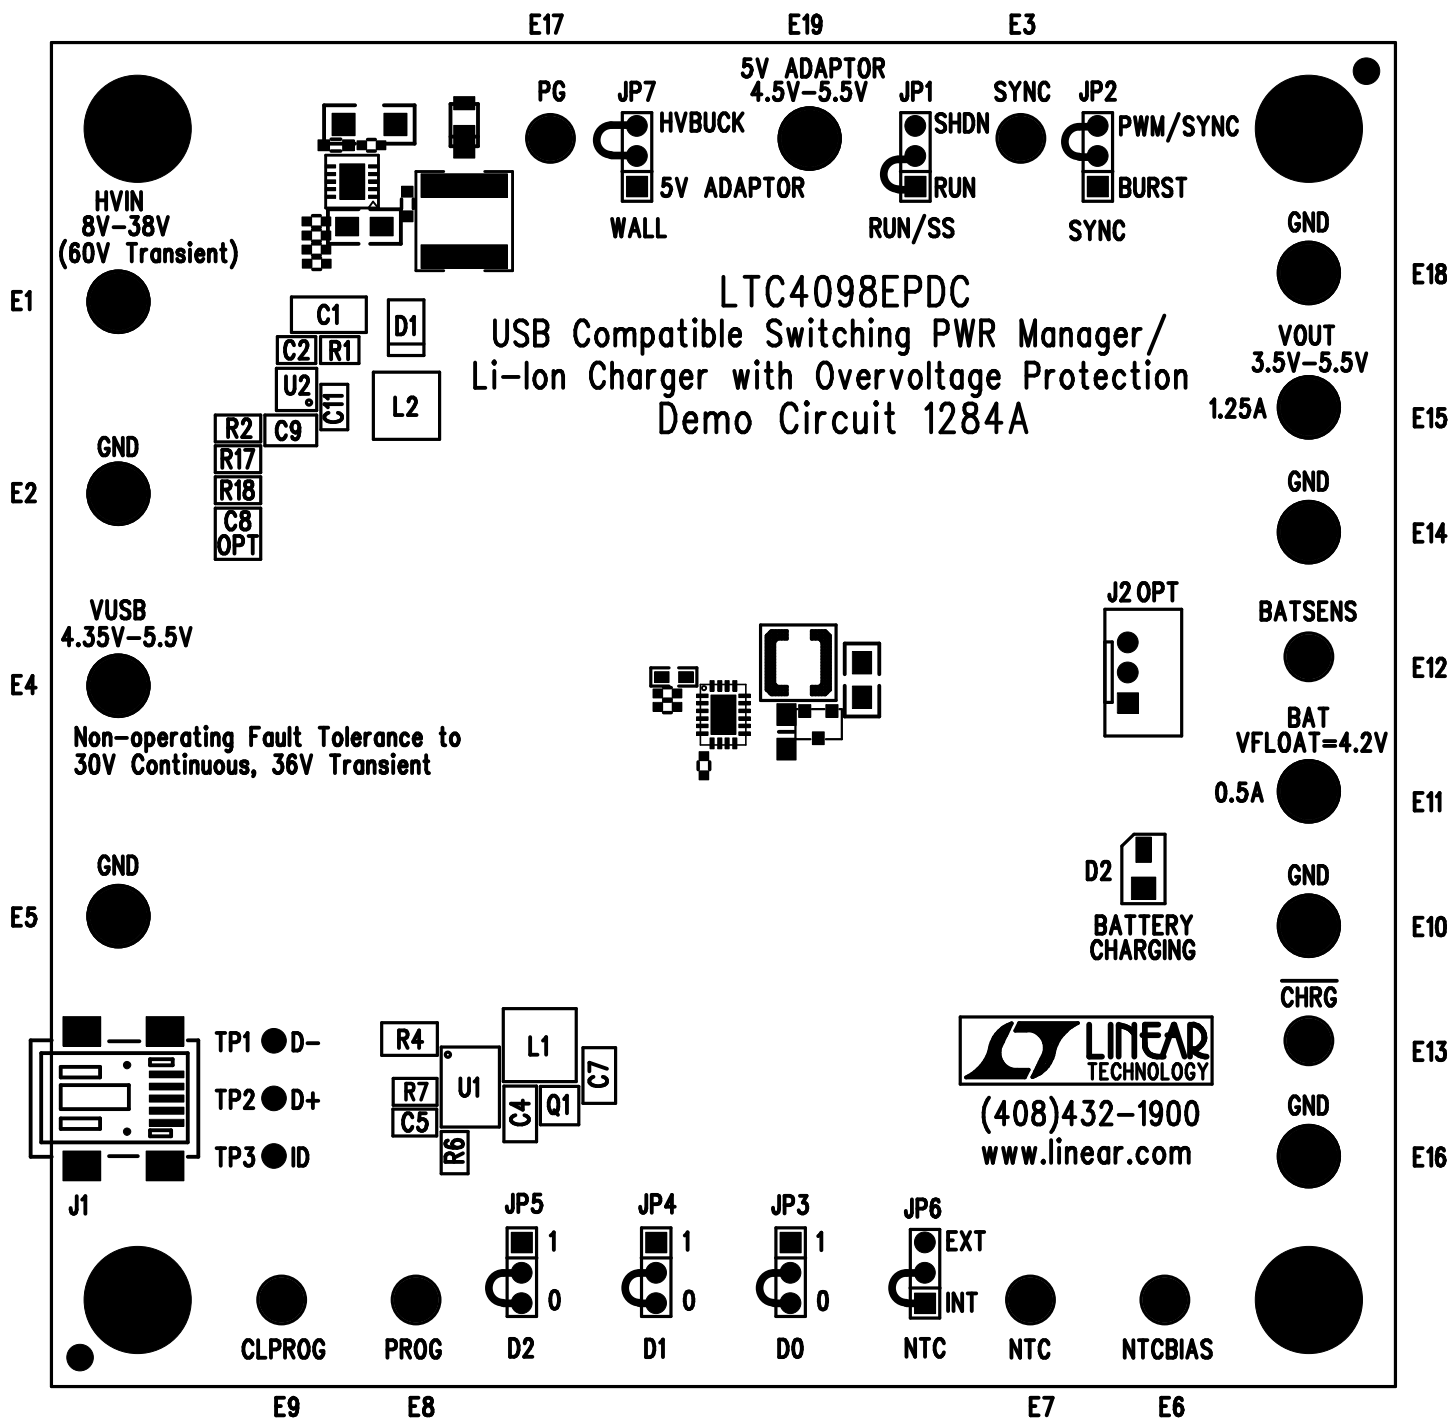 E17
E19
E3
5V ADAPTOR
4.5V-5.5V
PG
JP7
JP1
SYNC
JP2
HVBUCK
SHDN
PWM/SYNC
5V ADAPTOR
RUN
BURST
WALL
RUN/SS
SYNC
HVIN
8V-38V
(60V Transient)
GND
E1
E18
LTC4098EPDC
USB Compatible Switching PWR Manager/
Li-Ion Charger with Overvoltage Protection
Demo Circuit 1284A
C1
D1
C2
R1
U2
C11
L2
R2
C9
R17
R18
C8
OPT
VOUT
3.5V-5.5V
1.25A
E15
GND
E2
GND
E14
VUSB
4.35V-5.5V
E4
Non-operating Fault Tolerance to
30V Continuous, 36V Transient
J2 OPT
BATSENS
E12
BAT
VFLOAT=4.2V
0.5A
E11
GND
E5
D2
BATTERY
CHARGING
GND
E10
CHRG
E13
TP1 D-
TP2 D+
TP3 ID
J1
R4
L1
U1
R7
C5
C4
Q1
C7
R6
LINEAR
TECHNOLOGY
(408)432-1900
www.linear.com
GND
E16
JP5
JP4
JP3
JP6
1
1
1
EXT
0
0
0
INT
CLPROG
PROG
D2
D1
D0
NTC
NTC
NTCBIAS
E9
E8
E7
E6